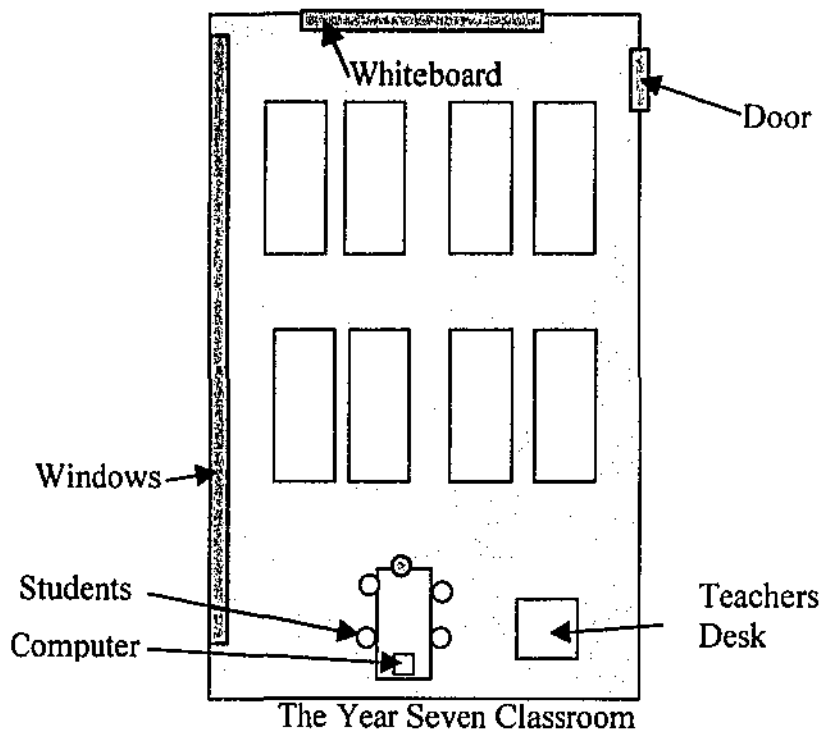 Whiteboard
Door
Windows
Students
Computer
Teachers
Desk
The Year Seven Classroom